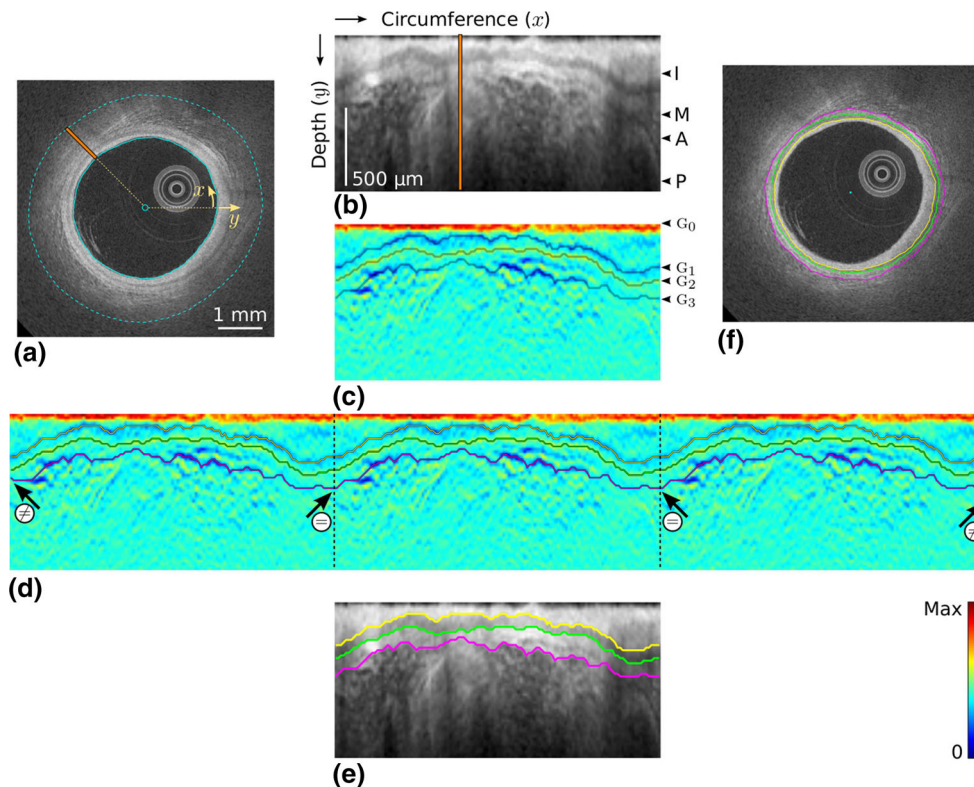 Circumference (x)
Depth (y)
500 µm
I
M
A
P
(b)
x
y
1 mm
(a)
(f)
G0
G1
G2
G3
(c)
≠
=
=
≠
(d)
Max
0
(e)